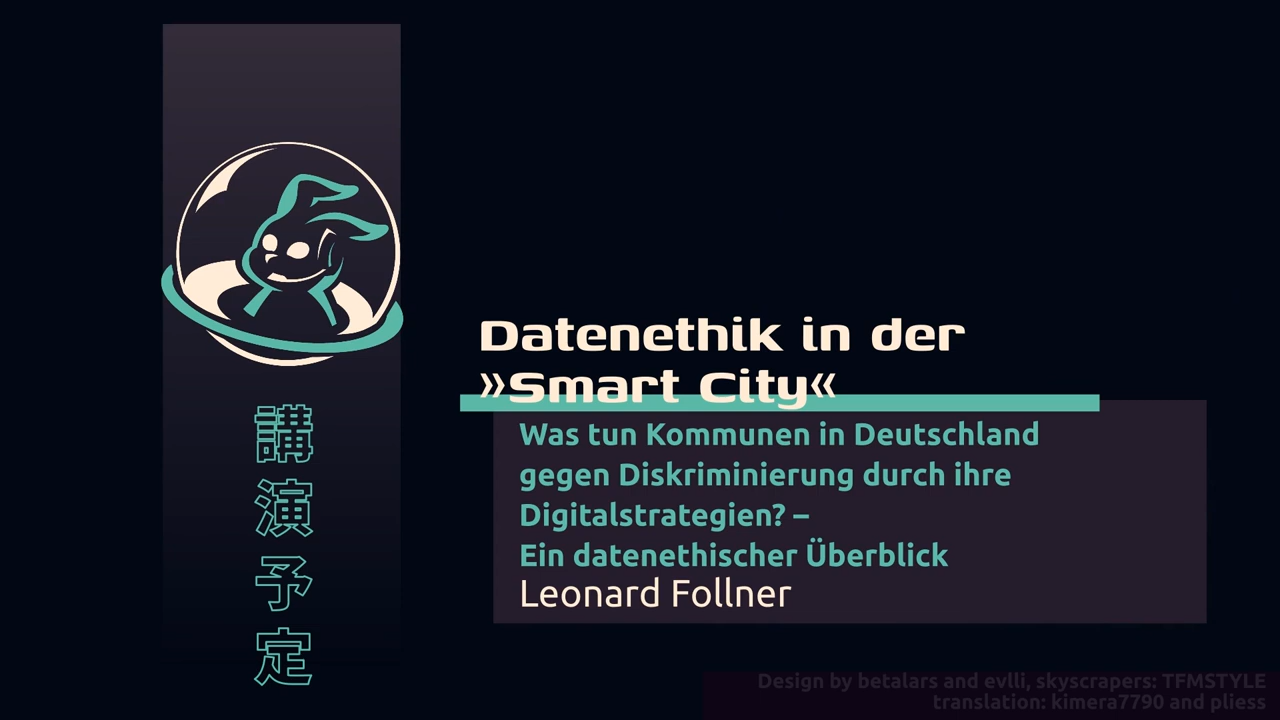 講演予定
Datenethik in der
»Smart City«
Was tun Kommunen in Deutschland
gegen Diskriminierung durch ihre
Digitalstrategien? –
Ein datenethischer Überblick
Leonard Follner
Design by betalars and evlli, skyscrapers: TFMSTYLE
translation: kimera7790 and pliess